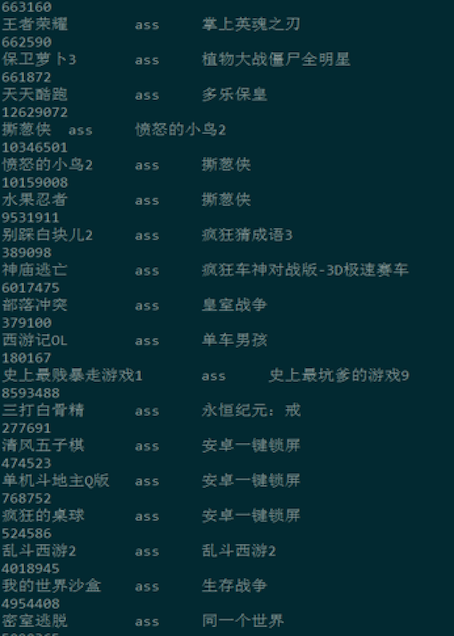 663160
王者荣耀 ass 掌上英魂之刃
662590
保卫萝卜3 ass 植物大战僵尸全明星
661872
天天酷跑 ass 多乐保皇
12629072
撕葱侠 ass 愤怒的小鸟2
10346501
愤怒的小鸟2 ass 撕葱侠
10159008
水果忍者 ass 撕葱侠
9531911
别踩白块儿2 ass 疯狂猜成语3
389098
神庙逃亡 ass 疯狂车神对战版-3D极速赛车
6017475
部落冲突 ass 皇室战争
379100
西游记OL ass 单车男孩
180167
史上最贱暴走游戏1 ass 史上最坑爹的游戏9
8593488
三打白骨精 ass 永恒纪元：戒
277691
清风五子棋 ass 安卓一键锁屏
474523
单机斗地主Q版 ass 安卓一键锁屏
768752
疯狂的桌球 ass 安卓一键锁屏
524586
乱斗西游2 ass 乱斗西游2
4018945
我的世界沙盒 ass 生存战争
4954408
密室逃脱 ass 同一个世界